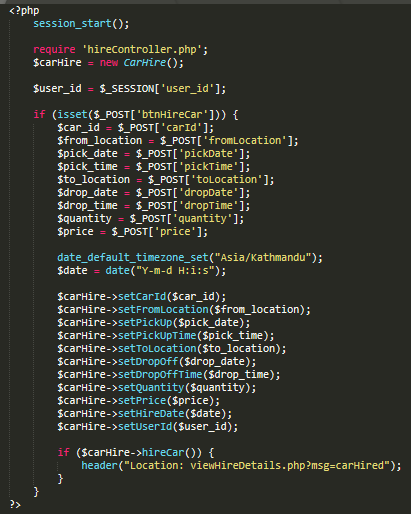 <?php
session_start();
require 'hireController.php';
$carHire = new CarHire();
$user_id = $_SESSION['user_id'];
if (isset($_POST['btnHireCar'])) {
$car_id = $_POST['carId'];
$from_location = $_POST['fromLocation'];
$pick_date = $_POST['pickDate'];
$pick_time = $_POST['pickTime'];
$to_location = $_POST['toLocation'];
$drop_date = $_POST['dropDate'];
$drop_time = $_POST['dropTime'];
$quantity = $_POST['quantity'];
$price = $_POST['price'];
date_default_timezone_set("Asia/Kathmandu");
$date = date("Y-m-d H:i:s");
$carHire->setCarId($car_id);
$carHire->setFromLocation($from_location);
$carHire->setPickUp($pick_date);
$carHire->setPickUpTime($pick_time);
$carHire->setToLocation($to_location);
$carHire->setDropOff($drop_date);
$carHire->setDropOffTime($drop_time);
$carHire->setQuantity($quantity);
$carHire->setPrice($price);
$carHire->setHireDate($date);
$carHire->setUserId($user_id);
if ($carHire->hireCar()) {
header("Location: viewHireDetails.php?msg=carHired");
}
}
?>